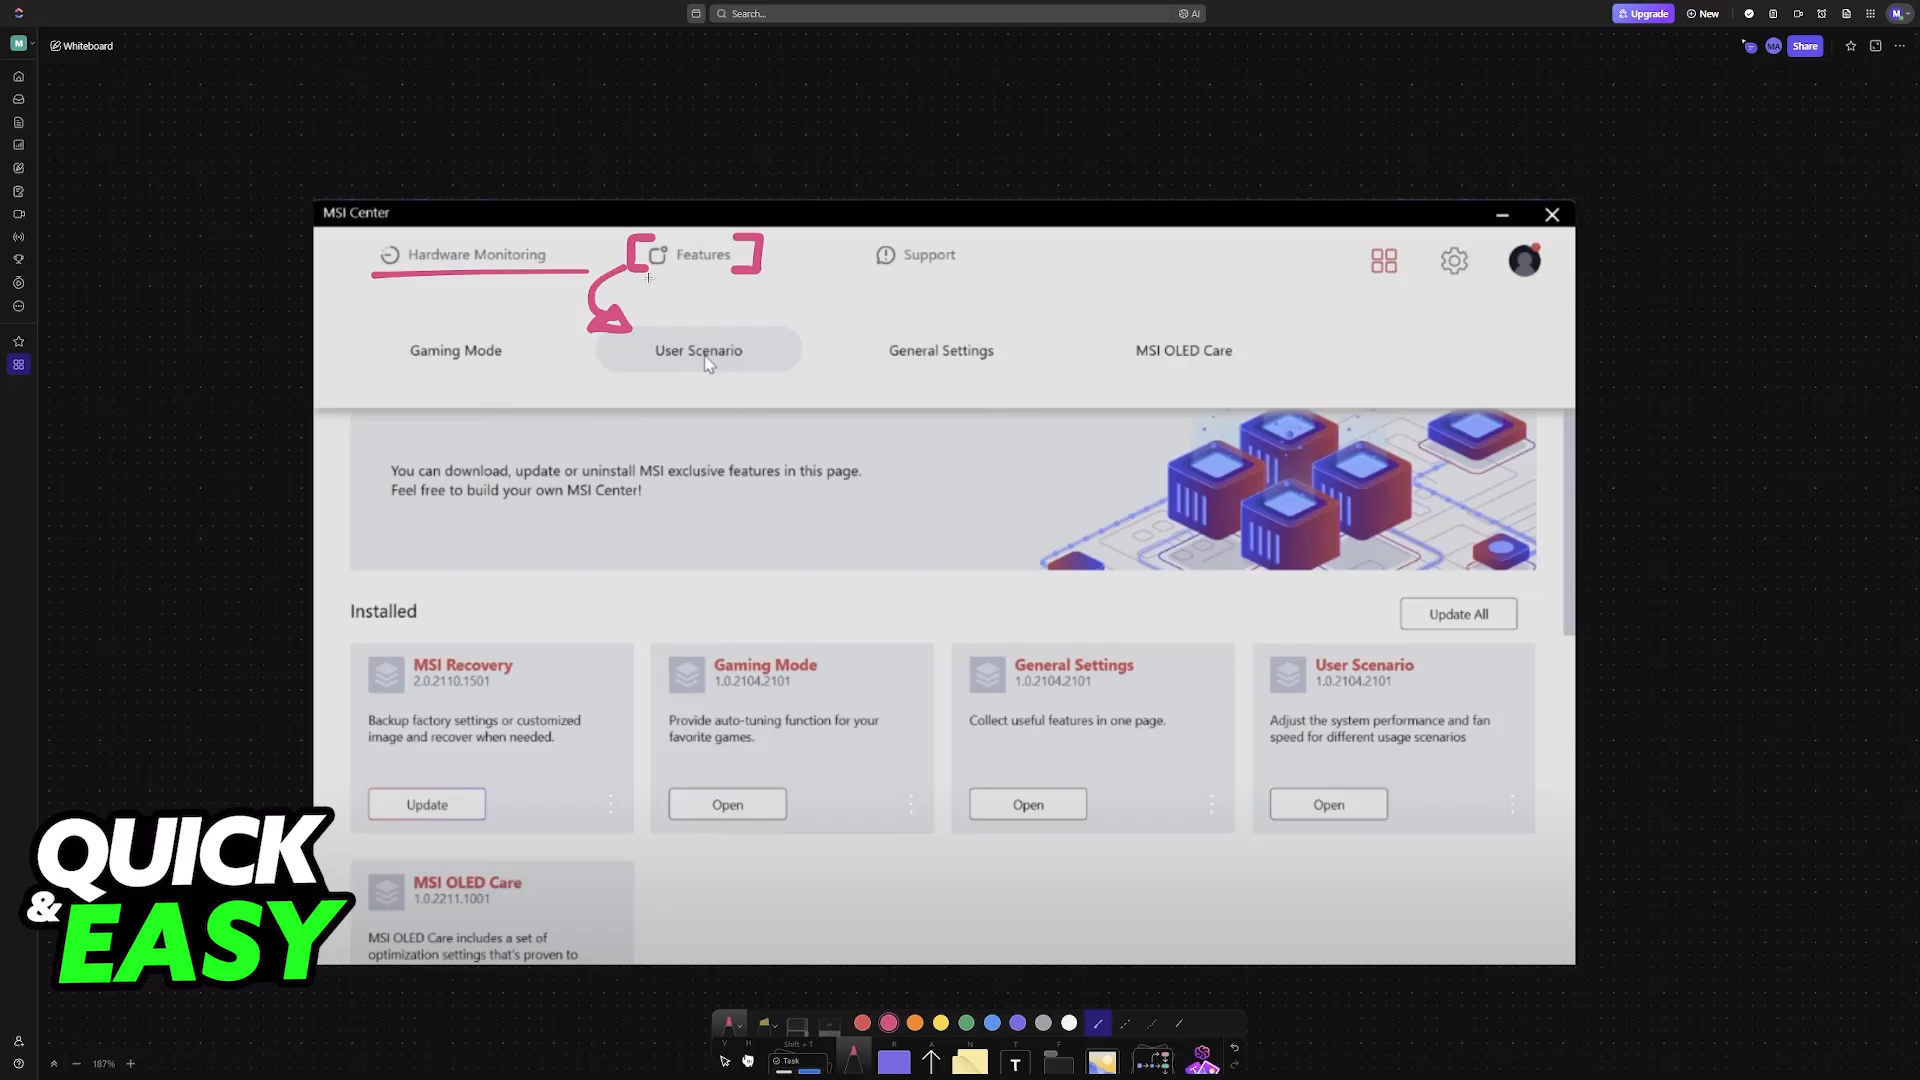 Search...
AI
Upgrade
New
M
M
Whiteboard
MA
Share
MSI Center
Hardware Monitoring
Features
Support
Gaming Mode
User Scenario
General Settings
MSI OLED Care
You can download, update or uninstall MSI exclusive features in this page.
Feel free to build your own MSI Center!
Installed
Update All
MSI Recovery
2.0.2110.1501
Backup factory settings or customized
image and recover when needed.
Update
Gaming Mode
1.0.2104.2101
Provide auto-tuning function for your
favorite games.
Open
General Settings
1.0.2104.2101
Collect useful features in one page.
Open
User Scenario
1.0.2104.2101
Adjust the system performance and fan
speed for different usage scenarios
Open
MSI OLED Care
1.0.2211.1001
MSI OLED Care includes a set of
optimization settings that's proven to
QUICK
&EASY
V
H
Shift + T
R
A
N
T
F
Task
T
187%